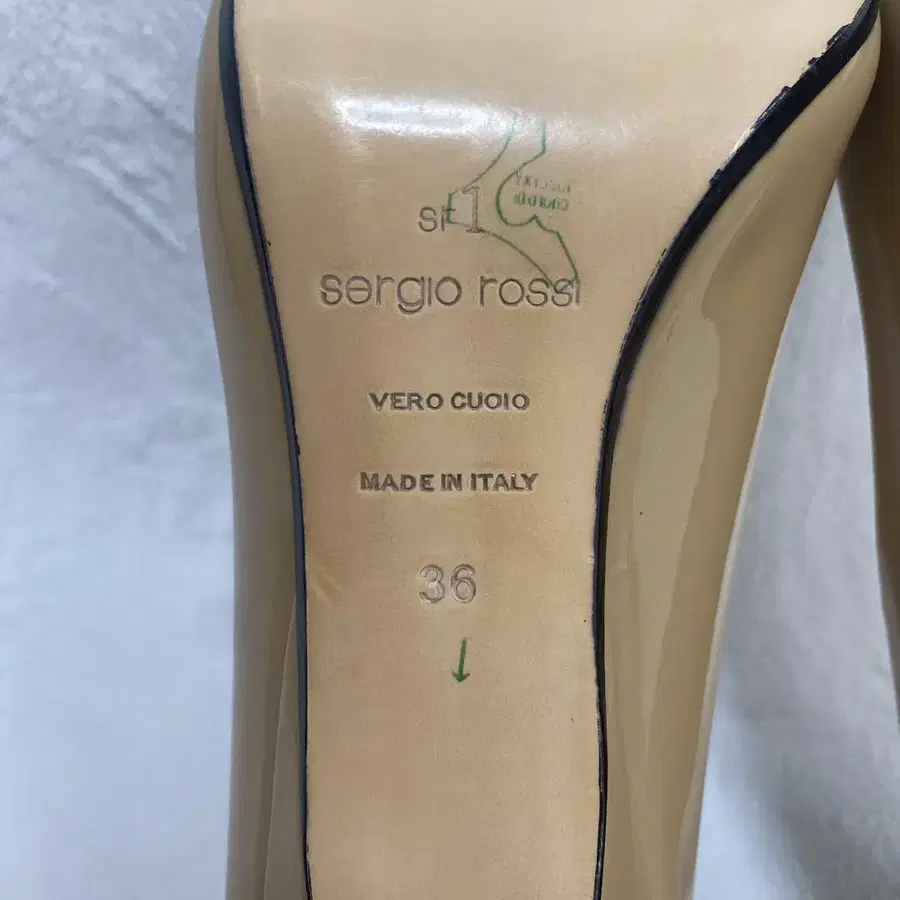 sr1
sergio rossi
VERO CUOIO
MADE IN ITALY
36